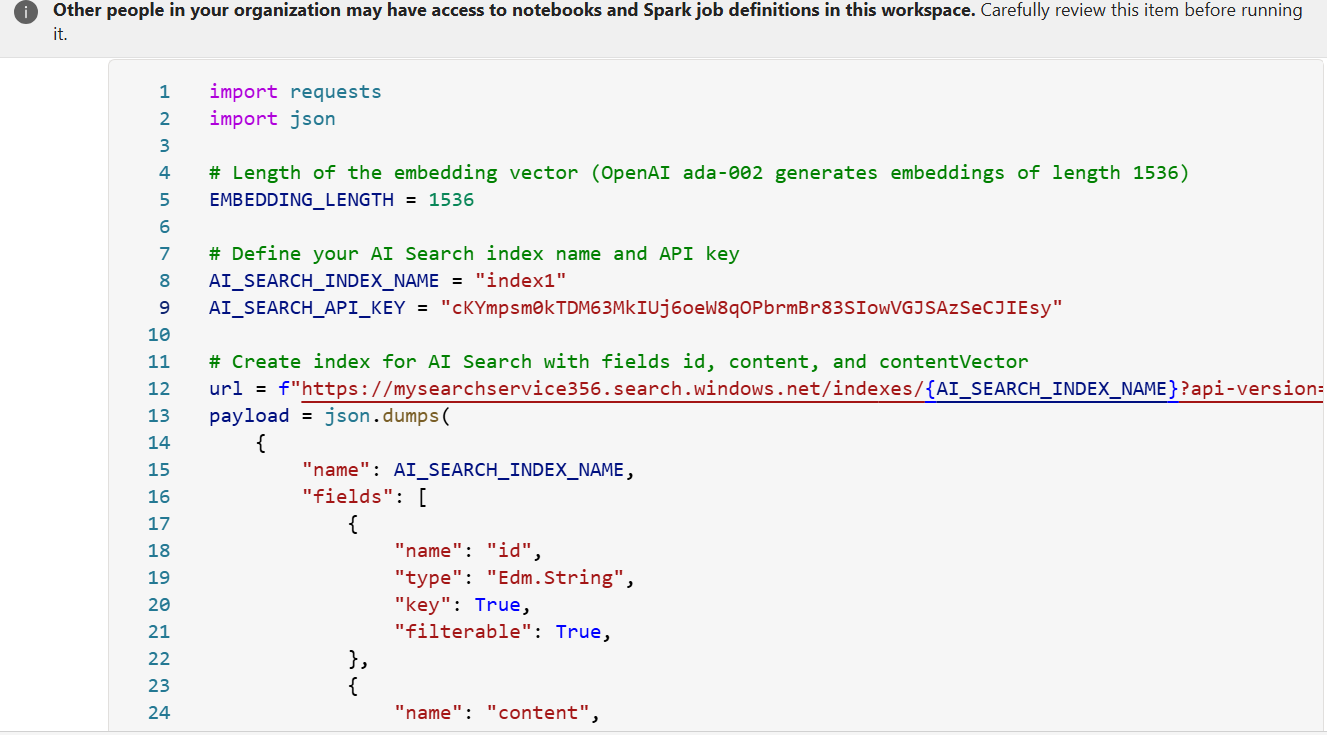 Other people in your organization may have access to notebooks and Spark job definitions in this workspace. Carefully review this item before running
it.
1 import requests
2 import json
3
4 # Length of the embedding vector (OpenAI ada-002 generates embeddings of length 1536)
5 EMBEDDING_LENGTH = 1536
6
7 # Define your AI Search index name and API key
8 AI_SEARCH_INDEX_NAME = "index1"
9 AI_SEARCH_API_KEY = "cKYmpsm0kTDM63MkIUj6oeW8qOPbrmBr83SIowVGJSAzSeCJIEsy"
10
11 # Create index for AI Search with fields id, content, and contentVector
12 url = f"https://mysearchservice356.search.windows.net/indexes/{AI_SEARCH_INDEX_NAME}?api-version=
13 payload = json.dumps(
14     {
15         "name": AI_SEARCH_INDEX_NAME,
16         "fields": [
17             {
18                 "name": "id",
19                 "type": "Edm.String",
20                 "key": True,
21                 "filterable": True,
22             },
23             {
24                 "name": "content",